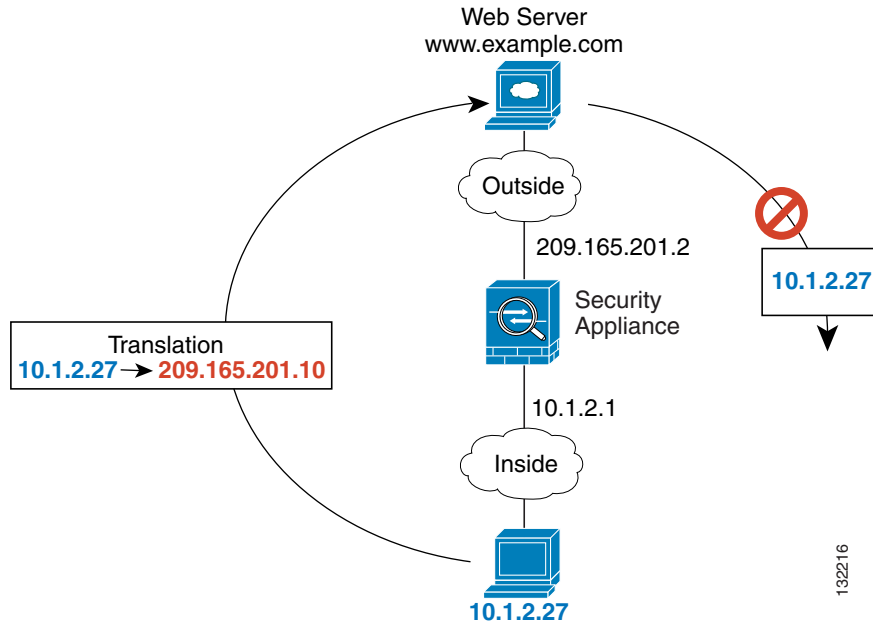 Web Server
www.example.com
Outside
209.165.201.2
10.1.2.27
Security
Appliance
Translation
10.1.2.27 209.165.201.10
10.1.2.1
Inside
10.1.2.27
132216